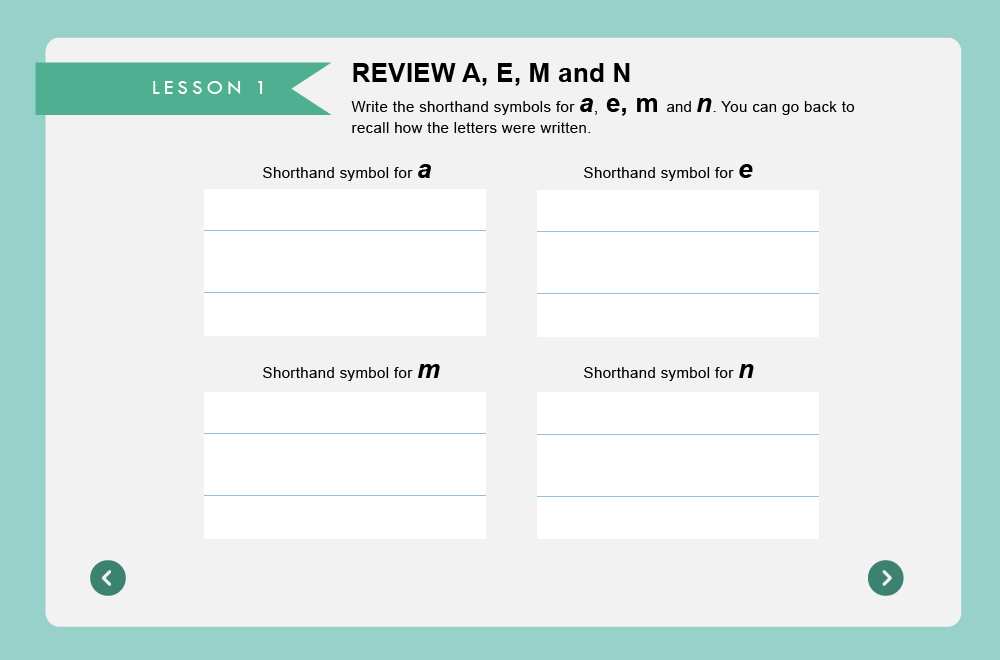 LESSON 1
REVIEW A, E, M and N
Write the shorthand symbols for a, e, m and n. You can go back to
recall how the letters were written.
Shorthand symbol for a
Shorthand symbol for e
Shorthand symbol for m
Shorthand symbol for n